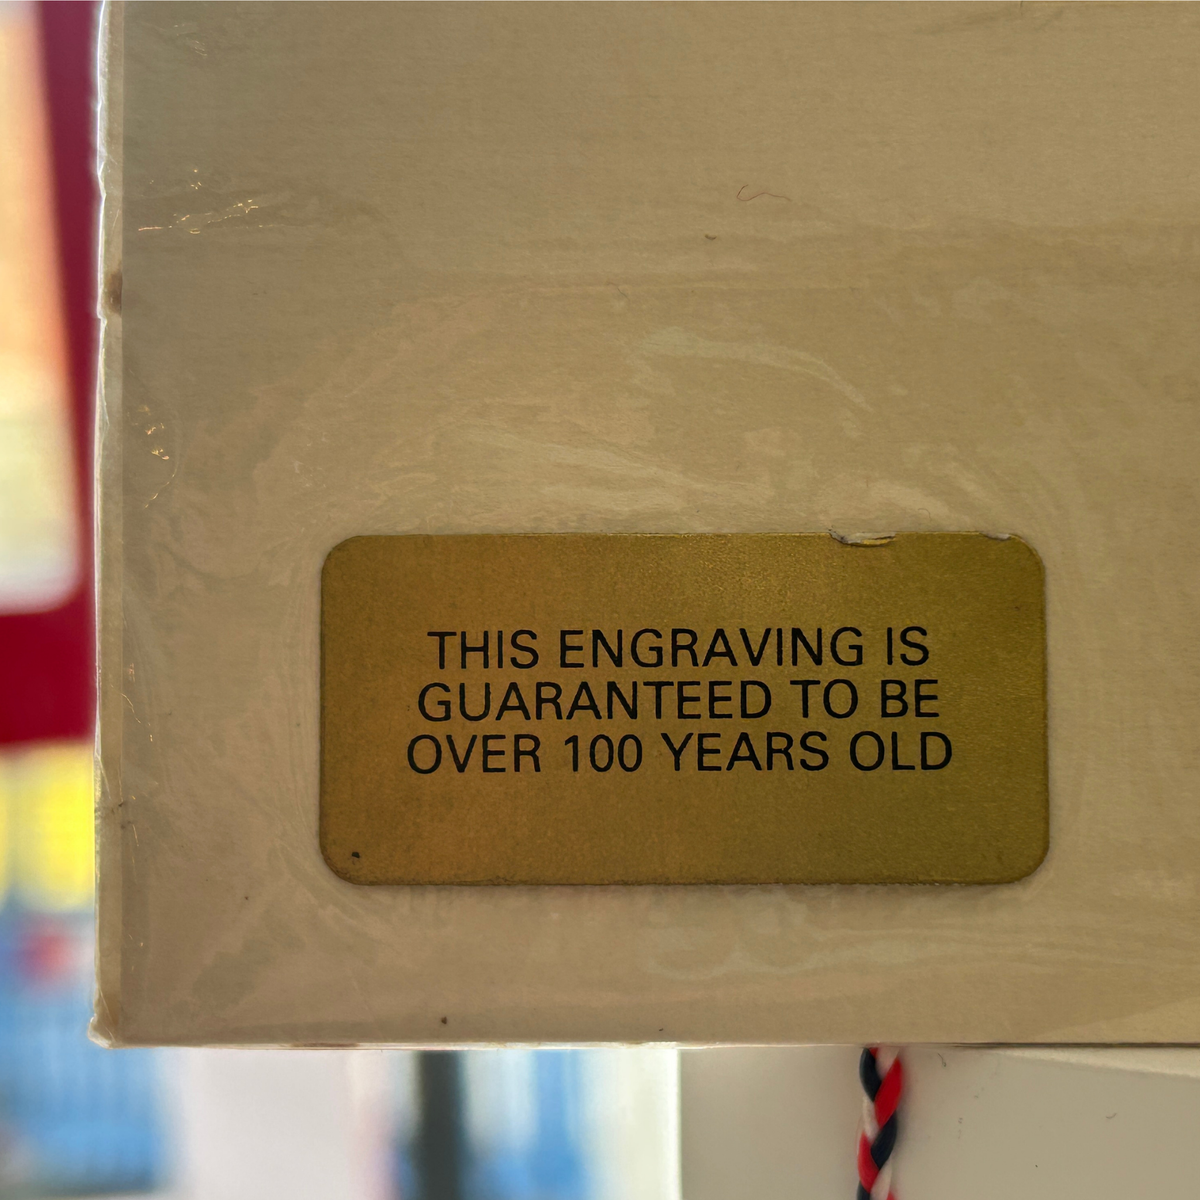 THIS ENGRAVING IS
GUARANTEED TO BE
OVER 100 YEARS OLD